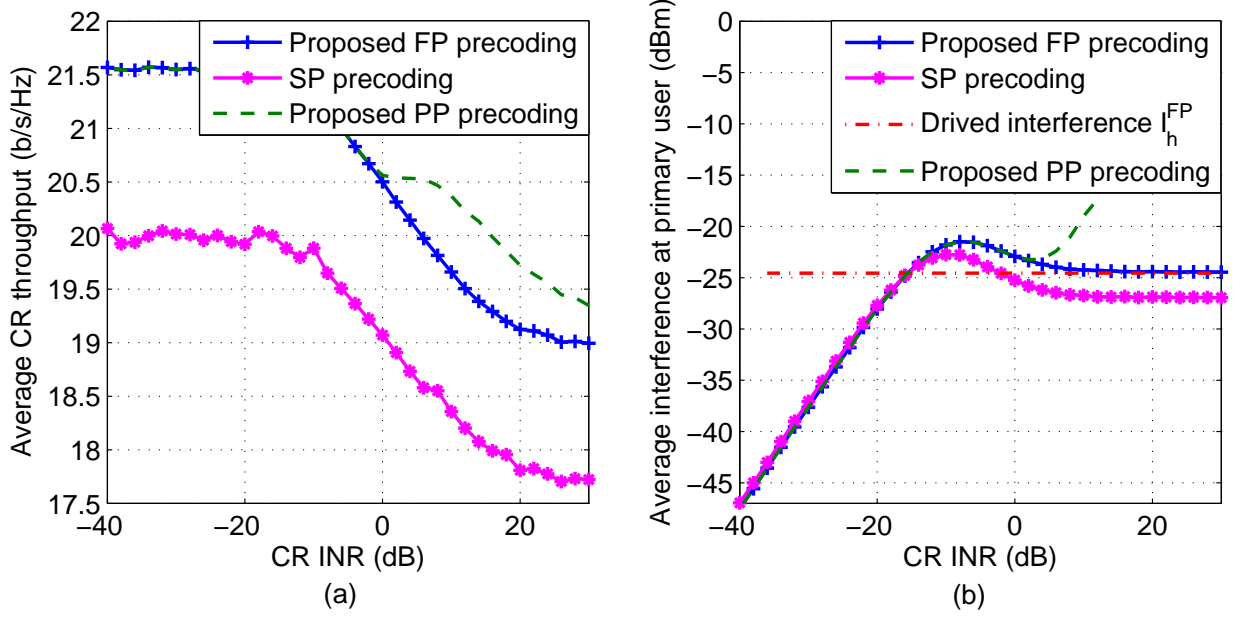 22
21.5
21
20.5
20
19.5
19
18.5
18
17.5
−40
−20
0
20
Average CR throughput (b/s/Hz)
CR INR (dB)
(a)
Proposed FP precoding
SP precoding
Proposed PP precoding
0
−5
−10
−15
−20
−25
−30
−35
−40
−45
−40
−20
0
20
Average interference at primary user (dBm)
CR INR (dB)
(b)
Proposed FP precoding
SP precoding
Drived interference I_h^FP
Proposed PP precoding